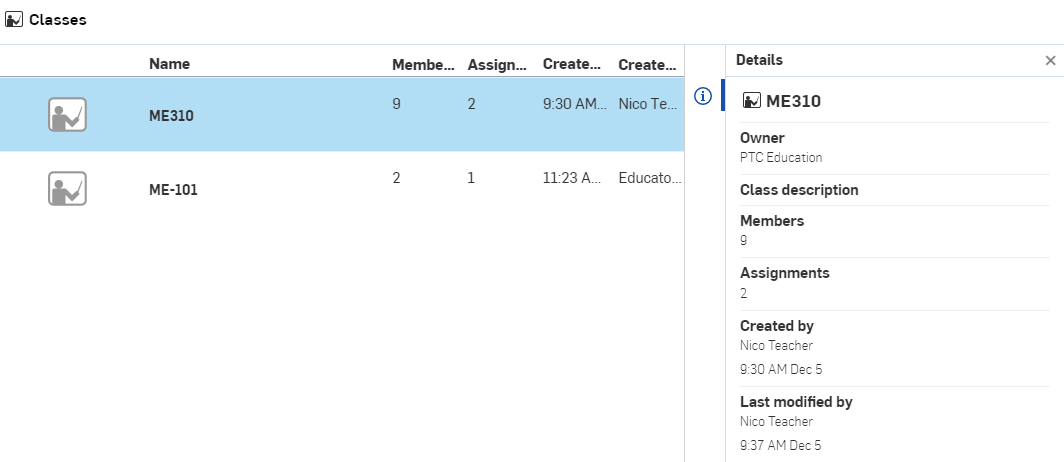 Classes
Name Membe... Assign... Create... Create...
ME310 9 2 9:30 AM... Nico Te...
ME-101 2 1 11:23 A... Educato...
Details
ME310
Owner
PTC Education
Class description
Members
9
Assignments
2
Created by
Nico Teacher
9:30 AM Dec 5
Last modified by
Nico Teacher
9:37 AM Dec 5